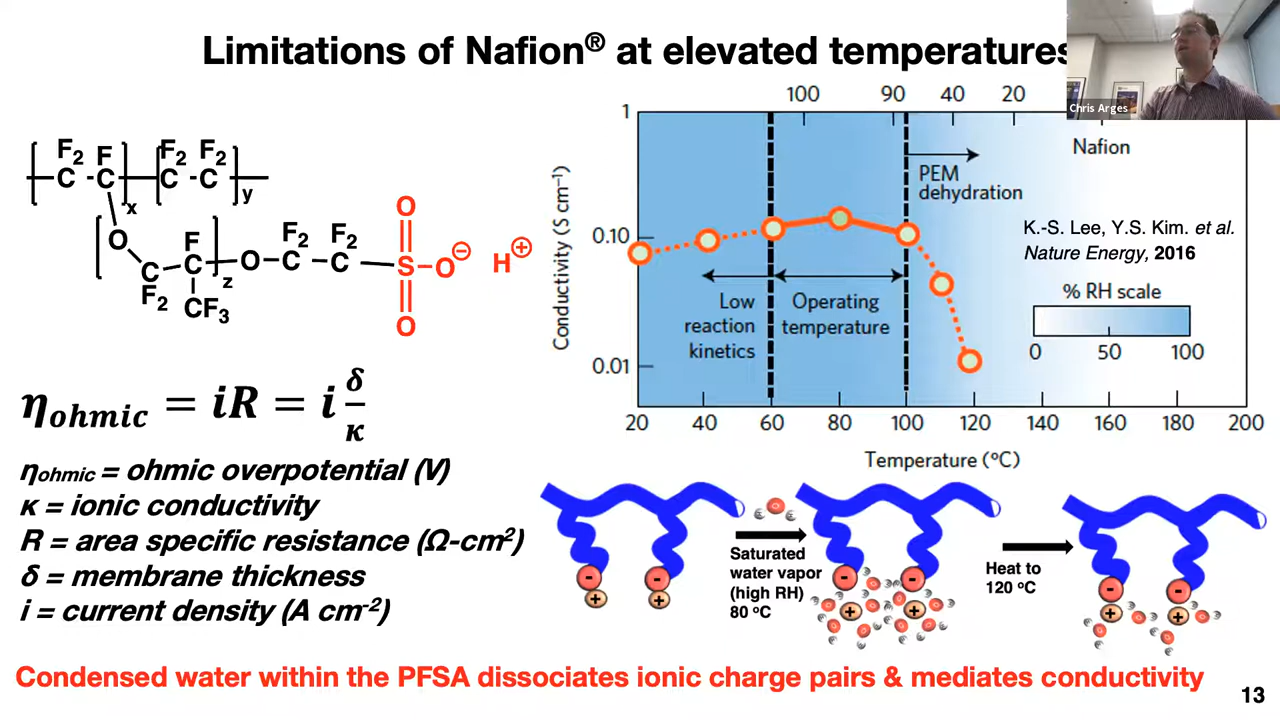 Limitations of Nafion® at elevated temperatures
Chris Arges
F₂ F F₂ F₂
C - C C - C
x y
O
F
F₂ F₂
C C O C C S O⊖ H⊕
z
F₂ CF₃
O
O
η_ohmic = iR = i δ/κ
ηohmic = ohmic overpotential (V)
κ = ionic conductivity
R = area specific resistance (Ω-cm²)
δ = membrane thickness
i = current density (A cm⁻²)
100 90 40 20
1
0.10
0.01
Conductivity (S cm⁻¹)
Nafion
PEM
dehydration
K.-S. Lee, Y.S. Kim. et al.
Nature Energy, 2016
Low
reaction
kinetics
Operating
temperature
% RH scale
0 50 100
20 40 60 80 100 120 140 160 180 200
Temperature (ºC)
- - - - - -
+ + + + + +
Saturated
water vapor
(high RH)
80 ºC
Heat to
120 ºC
Condensed water within the PFSA dissociates ionic charge pairs & mediates conductivity
13